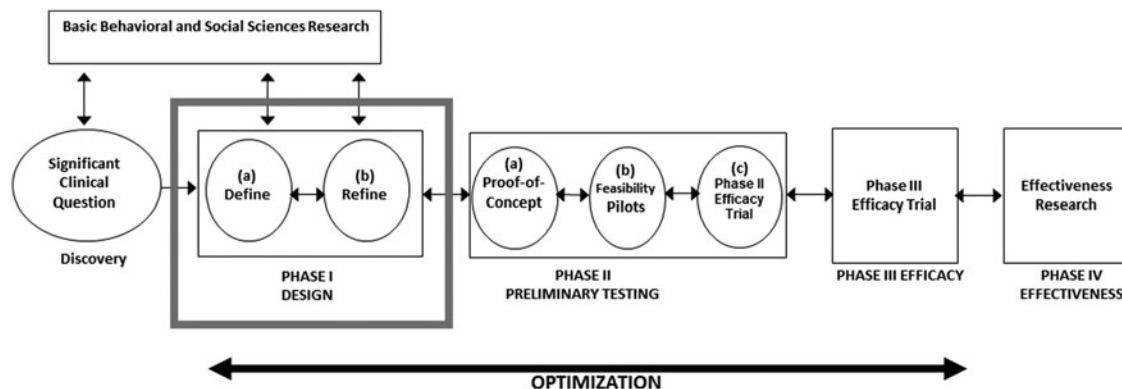 Basic Behavioral and Social Sciences Research
Significant
Clinical
Question
Discovery
(a)
Define
(b)
Refine
PHASE I
DESIGN
(a)
Proof-of-
Concept
(b)
Feasibility
Pilots
(c)
Phase II
Efficacy
Trial
PHASE II
PRELIMINARY TESTING
Phase III
Efficacy Trial
PHASE III EFFICACY
Effectiveness
Research
PHASE IV
EFFECTIVENESS
OPTIMIZATION